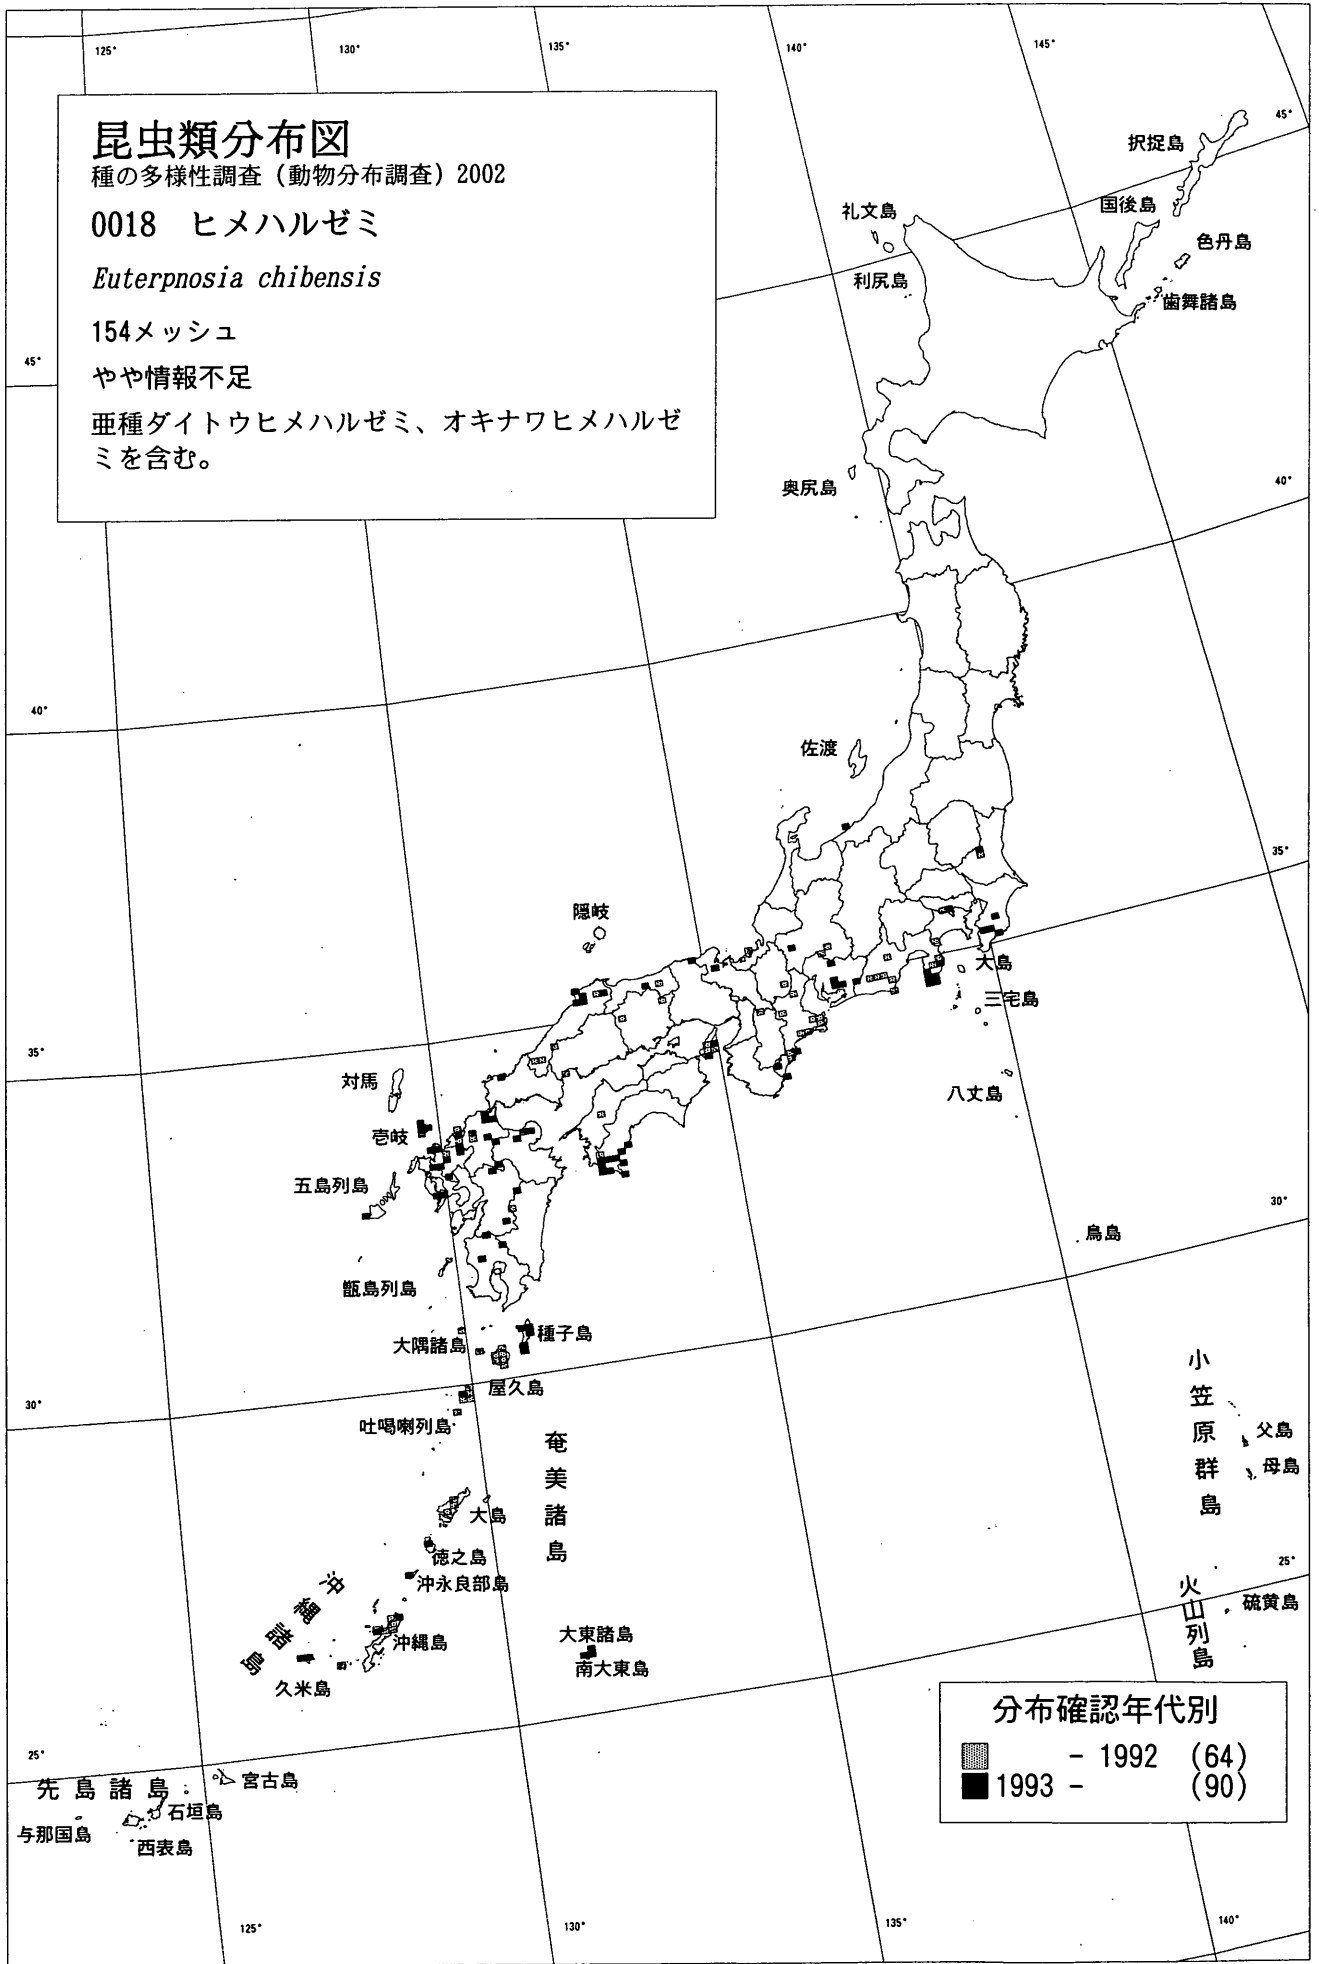 昆虫類分布図
種の多様性調査（動物分布調査）2002
0018　ヒメハルゼミ
Euterpnosia chibensis
154メッシュ
やや情報不足
亜種ダイトウヒメハルゼミ、オキナワヒメハルゼ
ミを含む。
125°
130°
135°
140°
145°
45°
択捉島
国後島
礼文島
色丹島
利尻島
歯舞諸島
45°
奥尻島
40°
40°
佐渡
35°
隠岐
大島
三宅島
35°
対馬
八丈島
壱岐
五島列島
30°
鳥島
甑島列島
種子島
大隅諸島
小笠原群島
屋久島
30°
吐噶喇列島
父島
奄美諸島
母島
大島
徳之島
25°
沖永良部島
沖縄諸島
火山列島
硫黄島
沖縄島
大東諸島
南大東島
久米島
分布確認年代別
- 1992 (64)
1993 - (90)
25°
先島諸島
宮古島
石垣島
与那国島
西表島
125°
130°
135°
140°